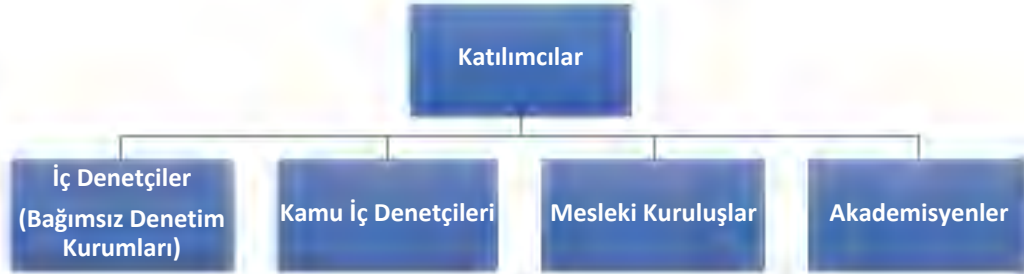 Katılımcılar
İç Denetçiler
(Bağımsız Denetim
Kurumları)
Kamu İç Denetçileri
Mesleki Kuruluşlar
Akademisyenler